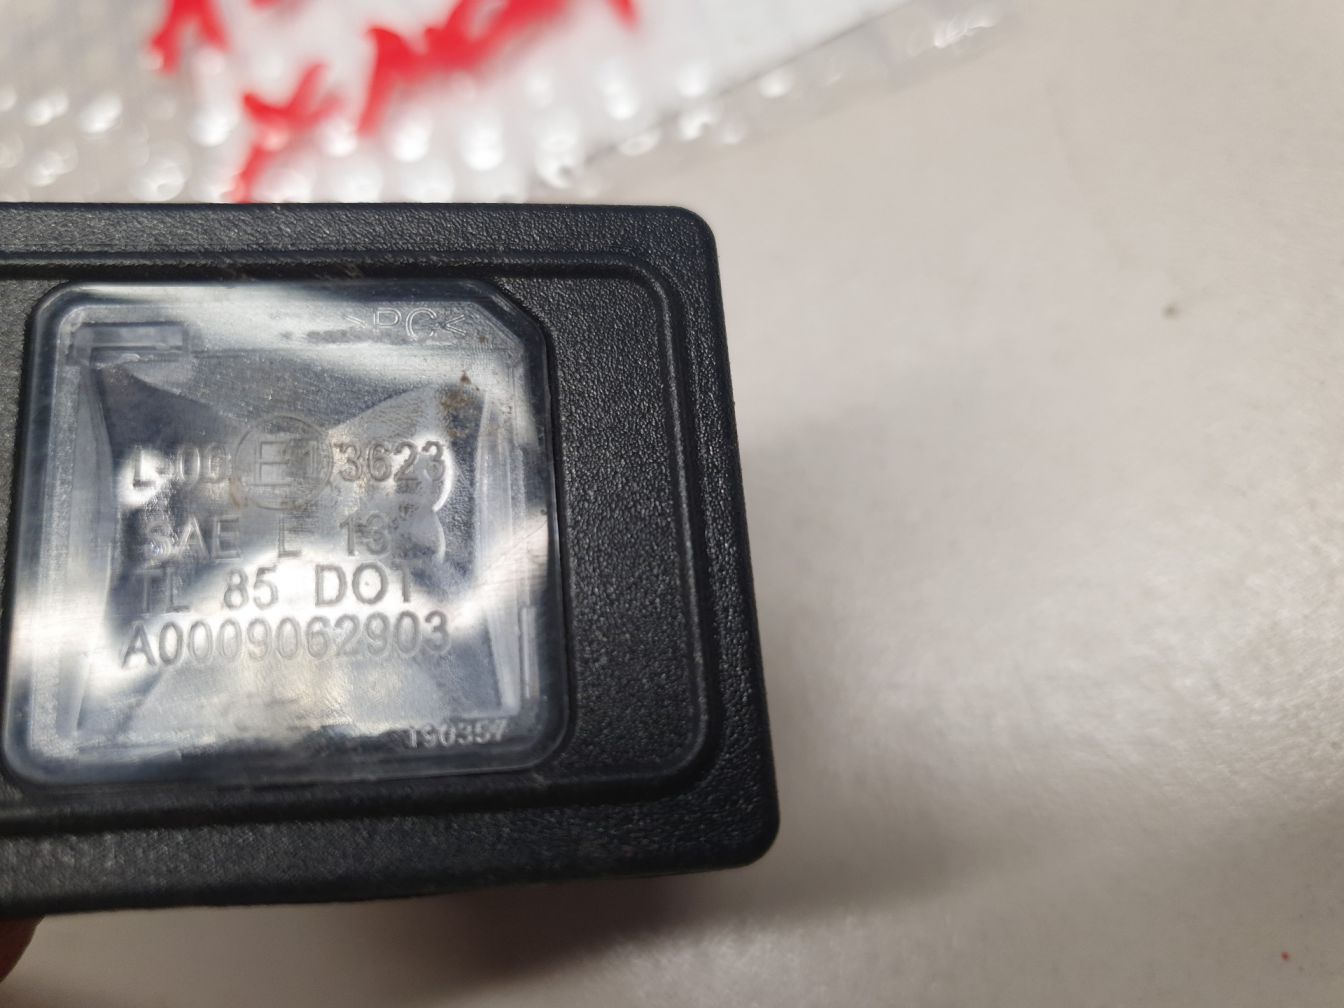 >PC<
L-00 E1 3623
SAE E 13
TL 85 DOT
A0009062903
190357